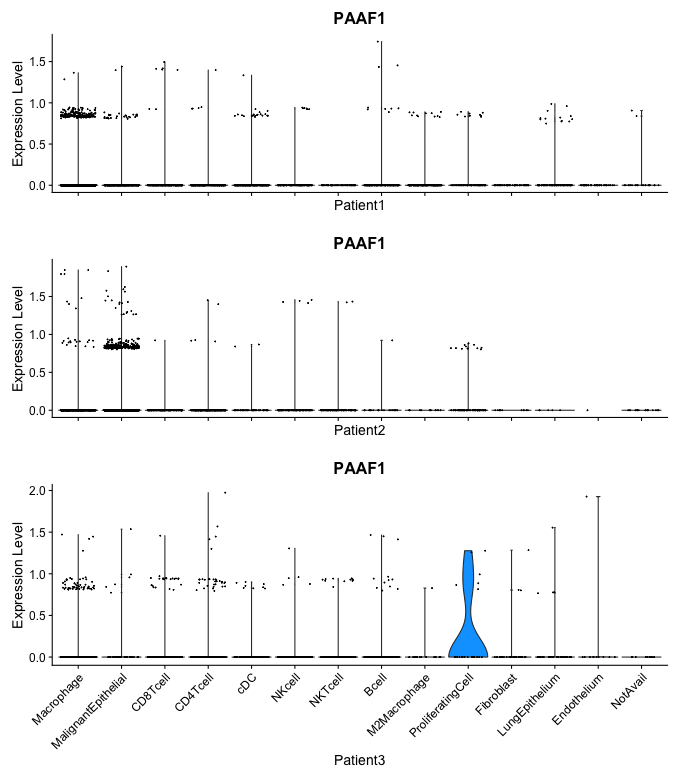 PAAF1
Expression Level
1.5
1.0
0.5
0.0
Patient1
PAAF1
Expression Level
1.5
1.0
0.5
0.0
Patient2
PAAF1
Expression Level
2.0
1.5
1.0
0.5
0.0
Macrophage
MalignantEpithelial
CD8Tcell
CD4Tcell
cDC
NKcell
NKTcell
Bcell
M2Macrophage
ProliferatingCell
Fibroblast
LungEpithelium
Endothelium
NotAvail
Patient3